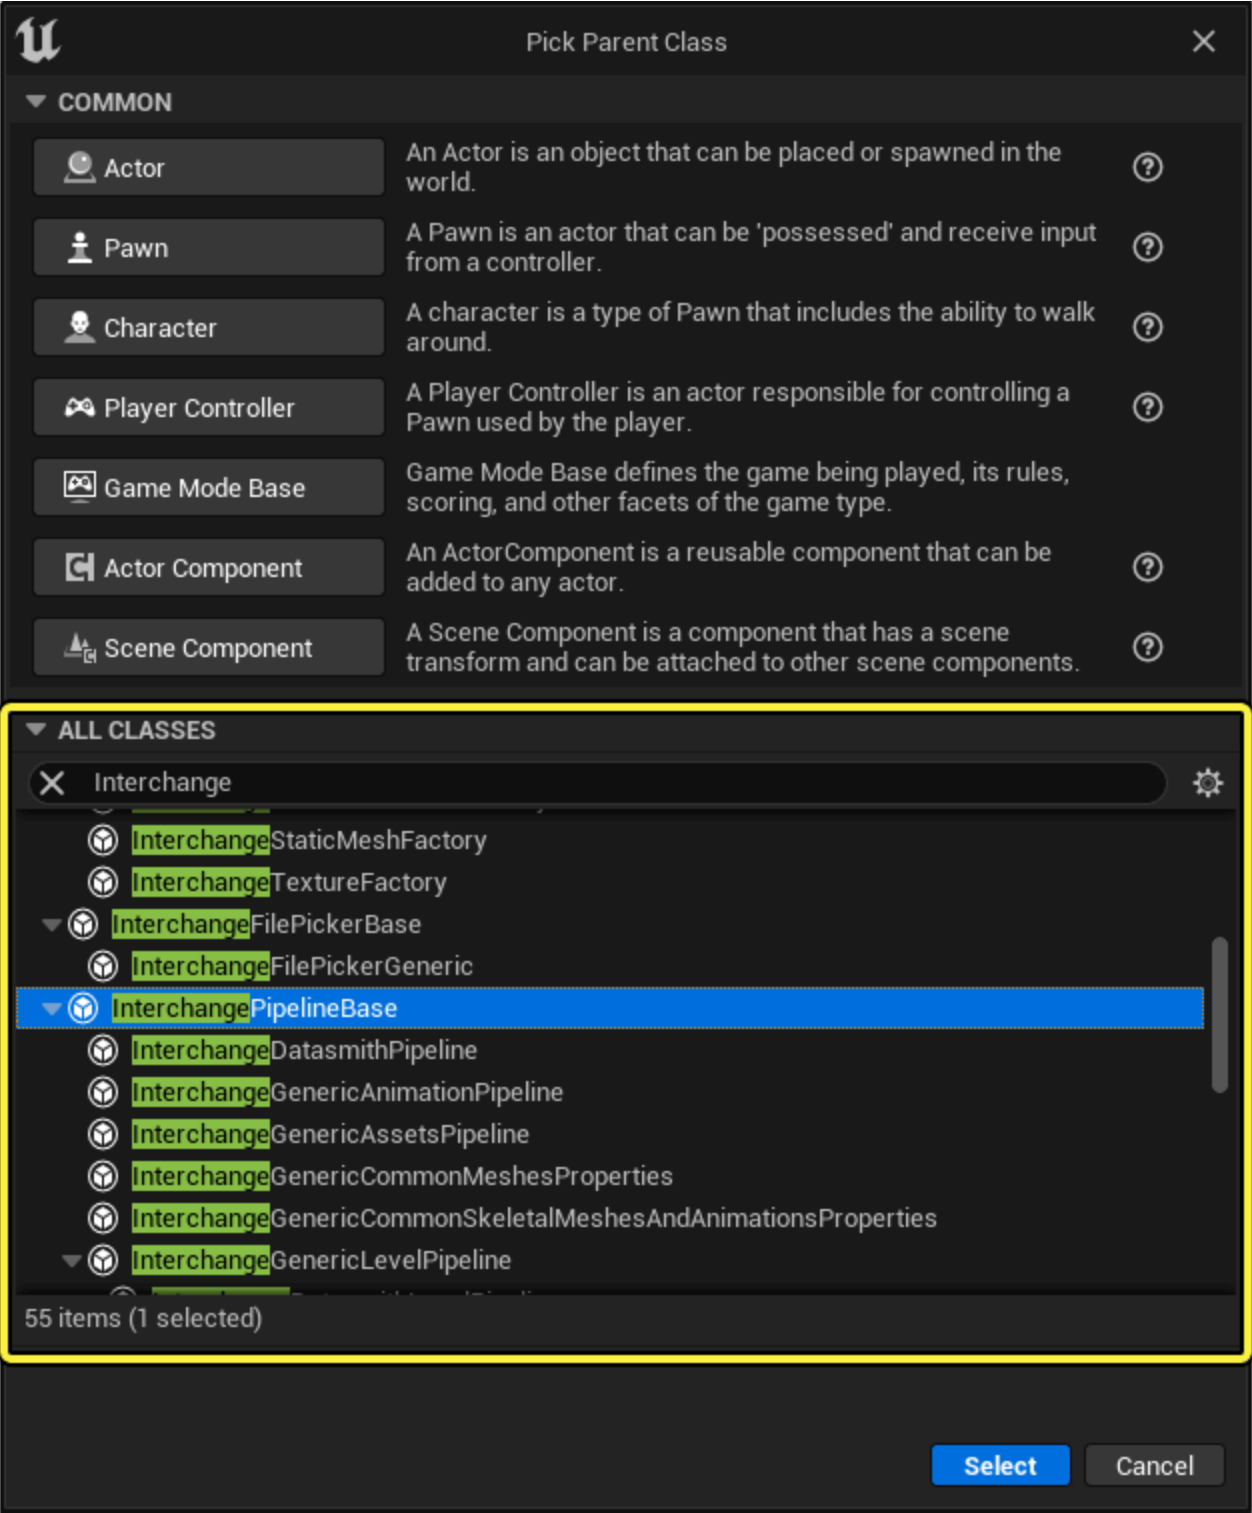 Pick Parent Class
COMMON
Actor
An Actor is an object that can be placed or spawned in the
world.
Pawn
A Pawn is an actor that can be 'possessed' and receive input
from a controller.
Character
A character is a type of Pawn that includes the ability to walk
around.
Player Controller
A Player Controller is an actor responsible for controlling a
Pawn used by the player.
Game Mode Base
Game Mode Base defines the game being played, its rules,
scoring, and other facets of the game type.
Actor Component
An ActorComponent is a reusable component that can be
added to any actor.
Scene Component
A Scene Component is a component that has a scene
transform and can be attached to other scene components.
ALL CLASSES
Interchange
InterchangeStaticMeshFactory
InterchangeTextureFactory
InterchangeFilePickerBase
InterchangeFilePickerGeneric
InterchangePipelineBase
InterchangeDatasmithPipeline
InterchangeGenericAnimationPipeline
InterchangeGenericAssetsPipeline
InterchangeGenericCommonMeshesProperties
InterchangeGenericCommonSkeletalMeshesAndAnimationsProperties
InterchangeGenericLevelPipeline
55 items (1 selected)
Select
Cancel